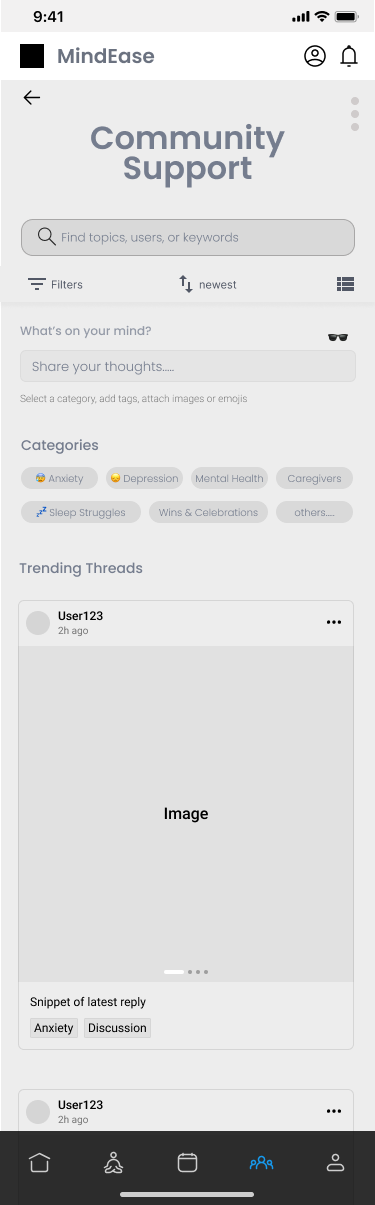 9:41
MindEase
Community
Support
Find topics, users, or keywords
Filters
newest
What's on your mind?
Share your thoughts.....
Select a category, add tags, attach images or emojis
Categories
Anxiety
Depression
Mental Health
Caregivers
Sleep Struggles
Wins & Celebrations
others....
Trending Threads
User123
2h ago
Image
Snippet of latest reply
Anxiety
Discussion
User123
2h ago